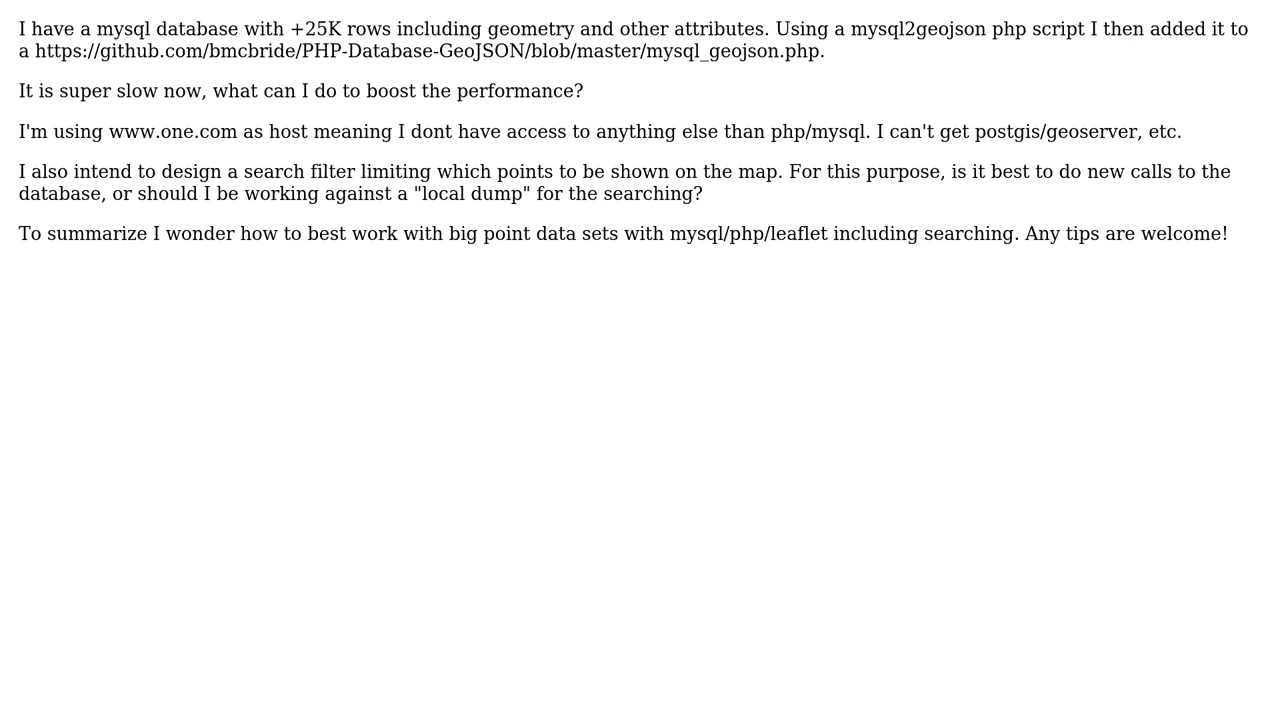 I have a mysql database with +25K rows including geometry and other attributes. Using a mysql2geojson php script I then added it to
a https://github.com/bmcbride/PHP-Database-GeoJSON/blob/master/mysql_geojson.php.
It is super slow now, what can I do to boost the performance?
I'm using www.one.com as host meaning I dont have access to anything else than php/mysql. I can't get postgis/geoserver, etc.
I also intend to design a search filter limiting which points to be shown on the map. For this purpose, is it best to do new calls to the
database, or should I be working against a "local dump" for the searching?
To summarize I wonder how to best work with big point data sets with mysql/php/leaflet including searching. Any tips are welcome!